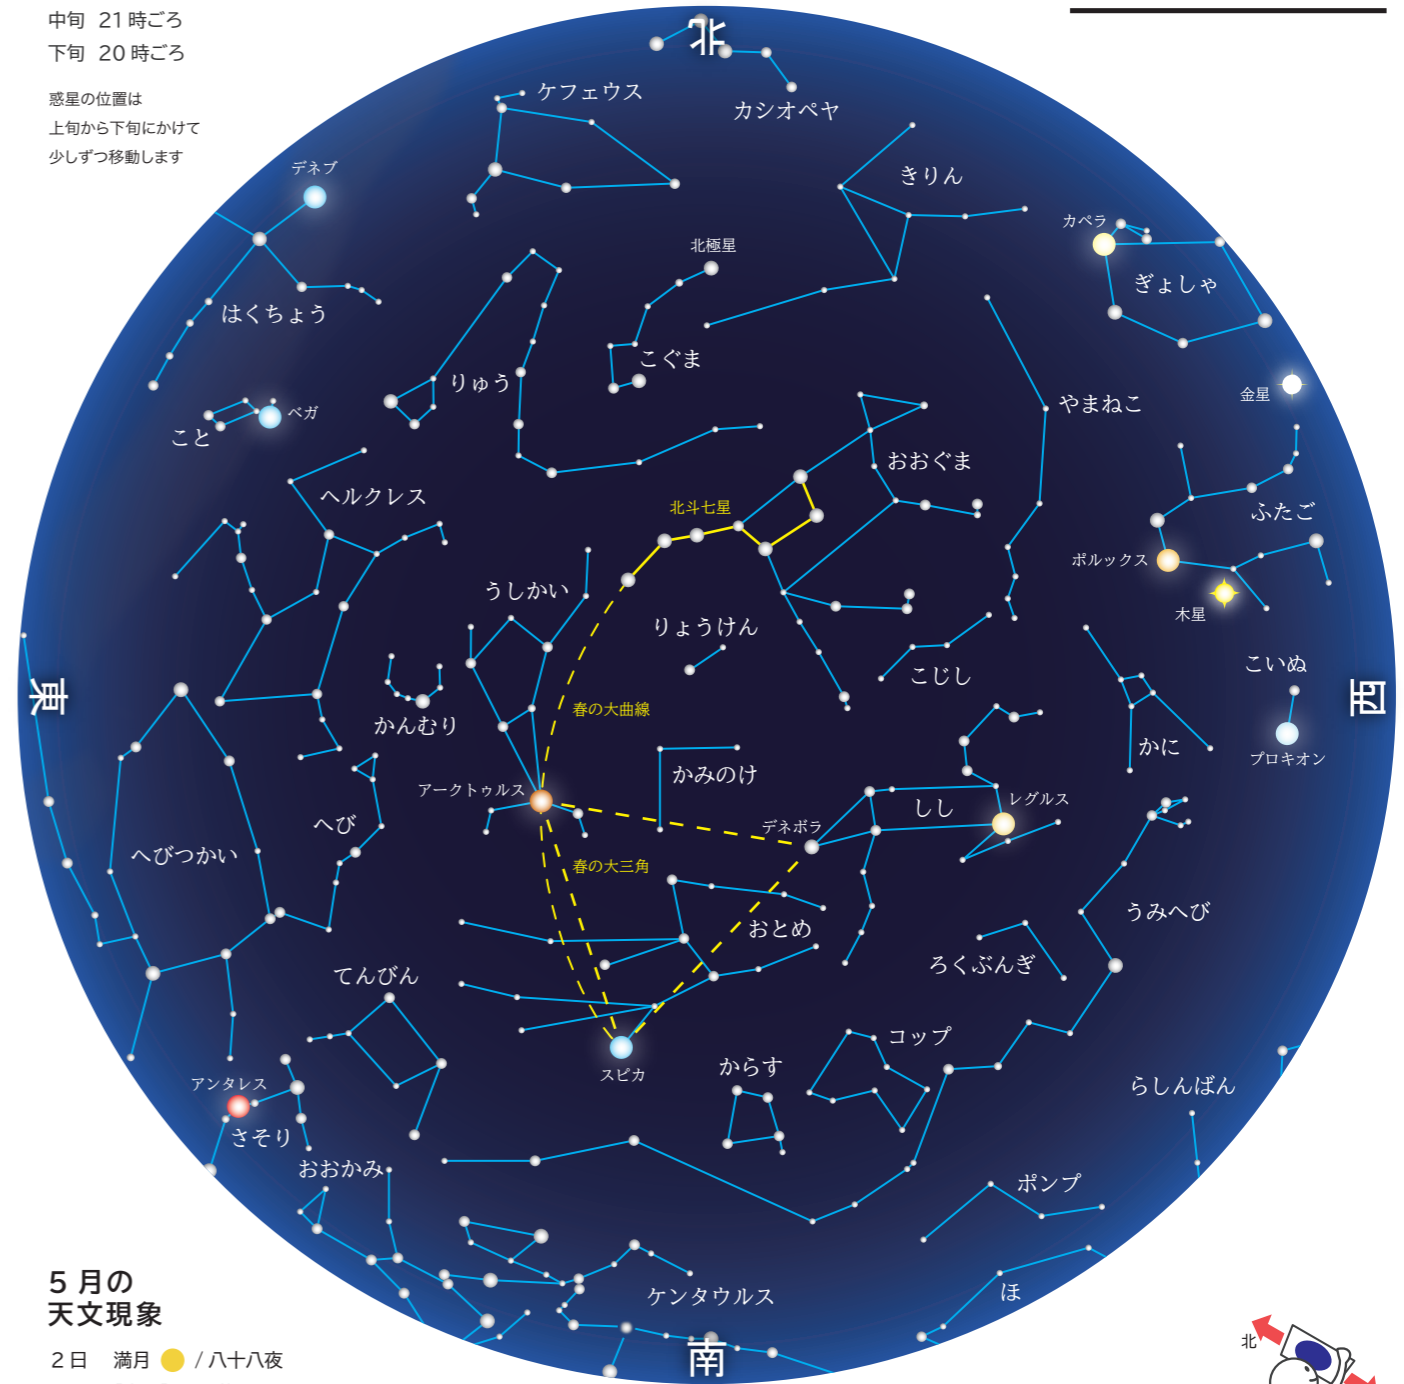 中旬 21時ごろ
下旬 20時ごろ
惑星の位置は
上旬から下旬にかけて
少しずつ移動します
北
ケフェウス
カシオペヤ
デネブ
きりん
カペラ
北極星
ぎょしゃ
はくちょう
こぐま
りゅう
金星
やまねこ
ベガ
こと
おおぐま
ヘルクレス
北斗七星
ふたご
ポルックス
うしかい
木星
りょうけん
こいぬ
こじし
東
西
春の大曲線
かんむり
かに
プロキオン
かみのけ
アークトゥルス
レグルス
しし
へび
デネボラ
へびつかい
春の大三角
うみへび
おとめ
ろくぶんぎ
てんびん
コップ
からす
スピカ
アンタレス
らしんばん
さそり
おおかみ
ポンプ
ケンタウルス
ほ
南
5月の
天文現象
2日 満月 / 八十八夜
北